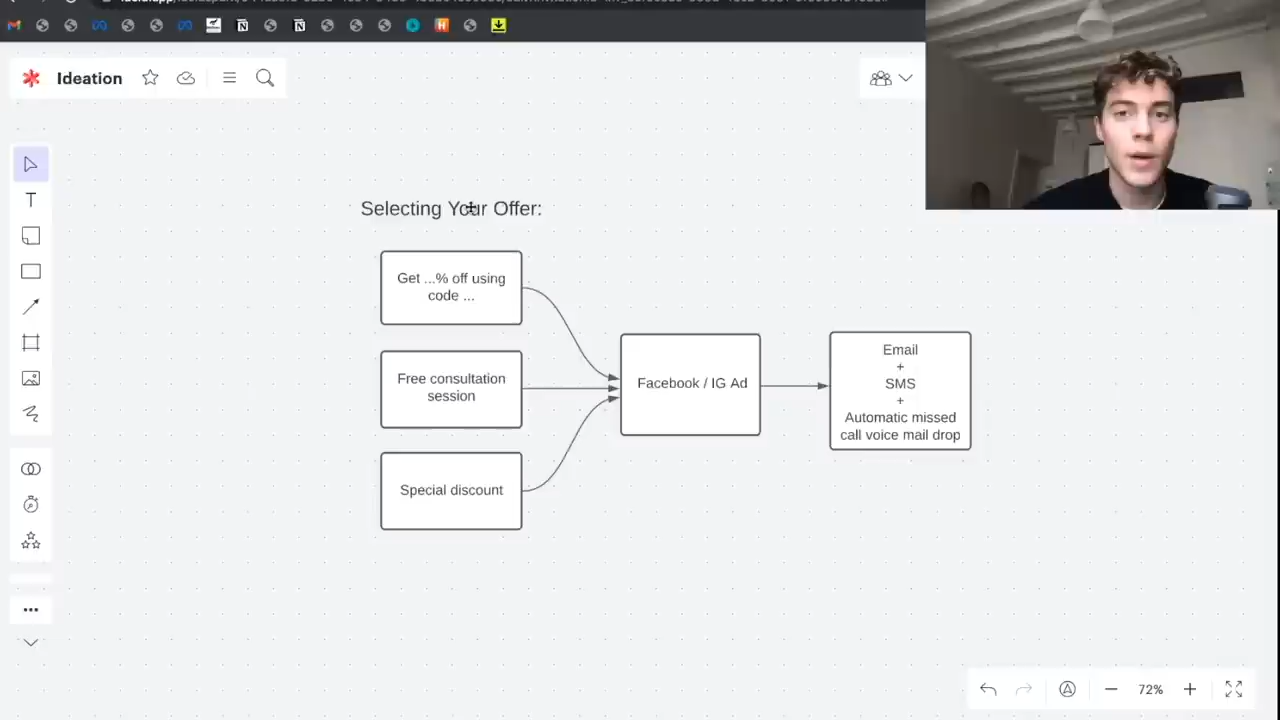 Ideation
Selecting Your Offer:
Get ...% off using
code ...
Free consultation
session
Special discount
Facebook / IG Ad
Email
+
SMS
+
Automatic missed
call voice mail drop
72%